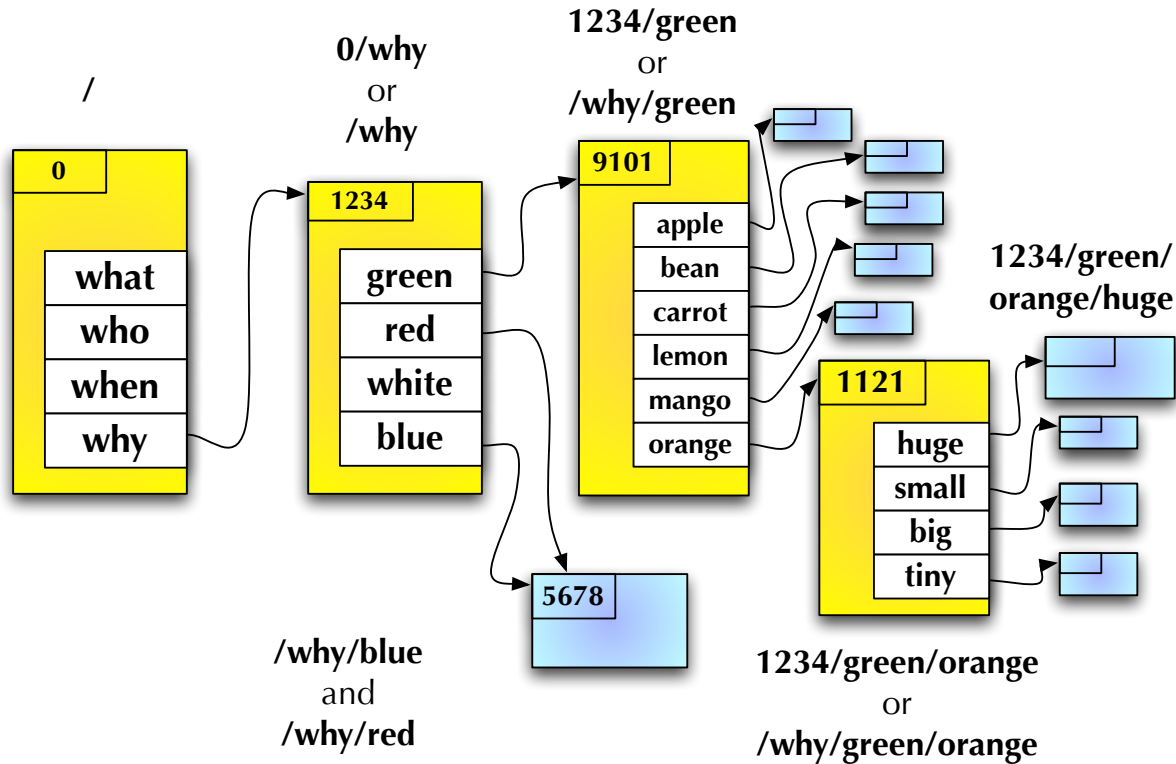 /
0
what
who
when
why
0/why
or
/why
1234
green
red
white
blue
1234/green
or
/why/green
9101
apple
bean
carrot
lemon
mango
orange
1234/green/
orange/huge
1121
huge
small
big
tiny
5678
/why/blue
and
/why/red
1234/green/orange
or
/why/green/orange